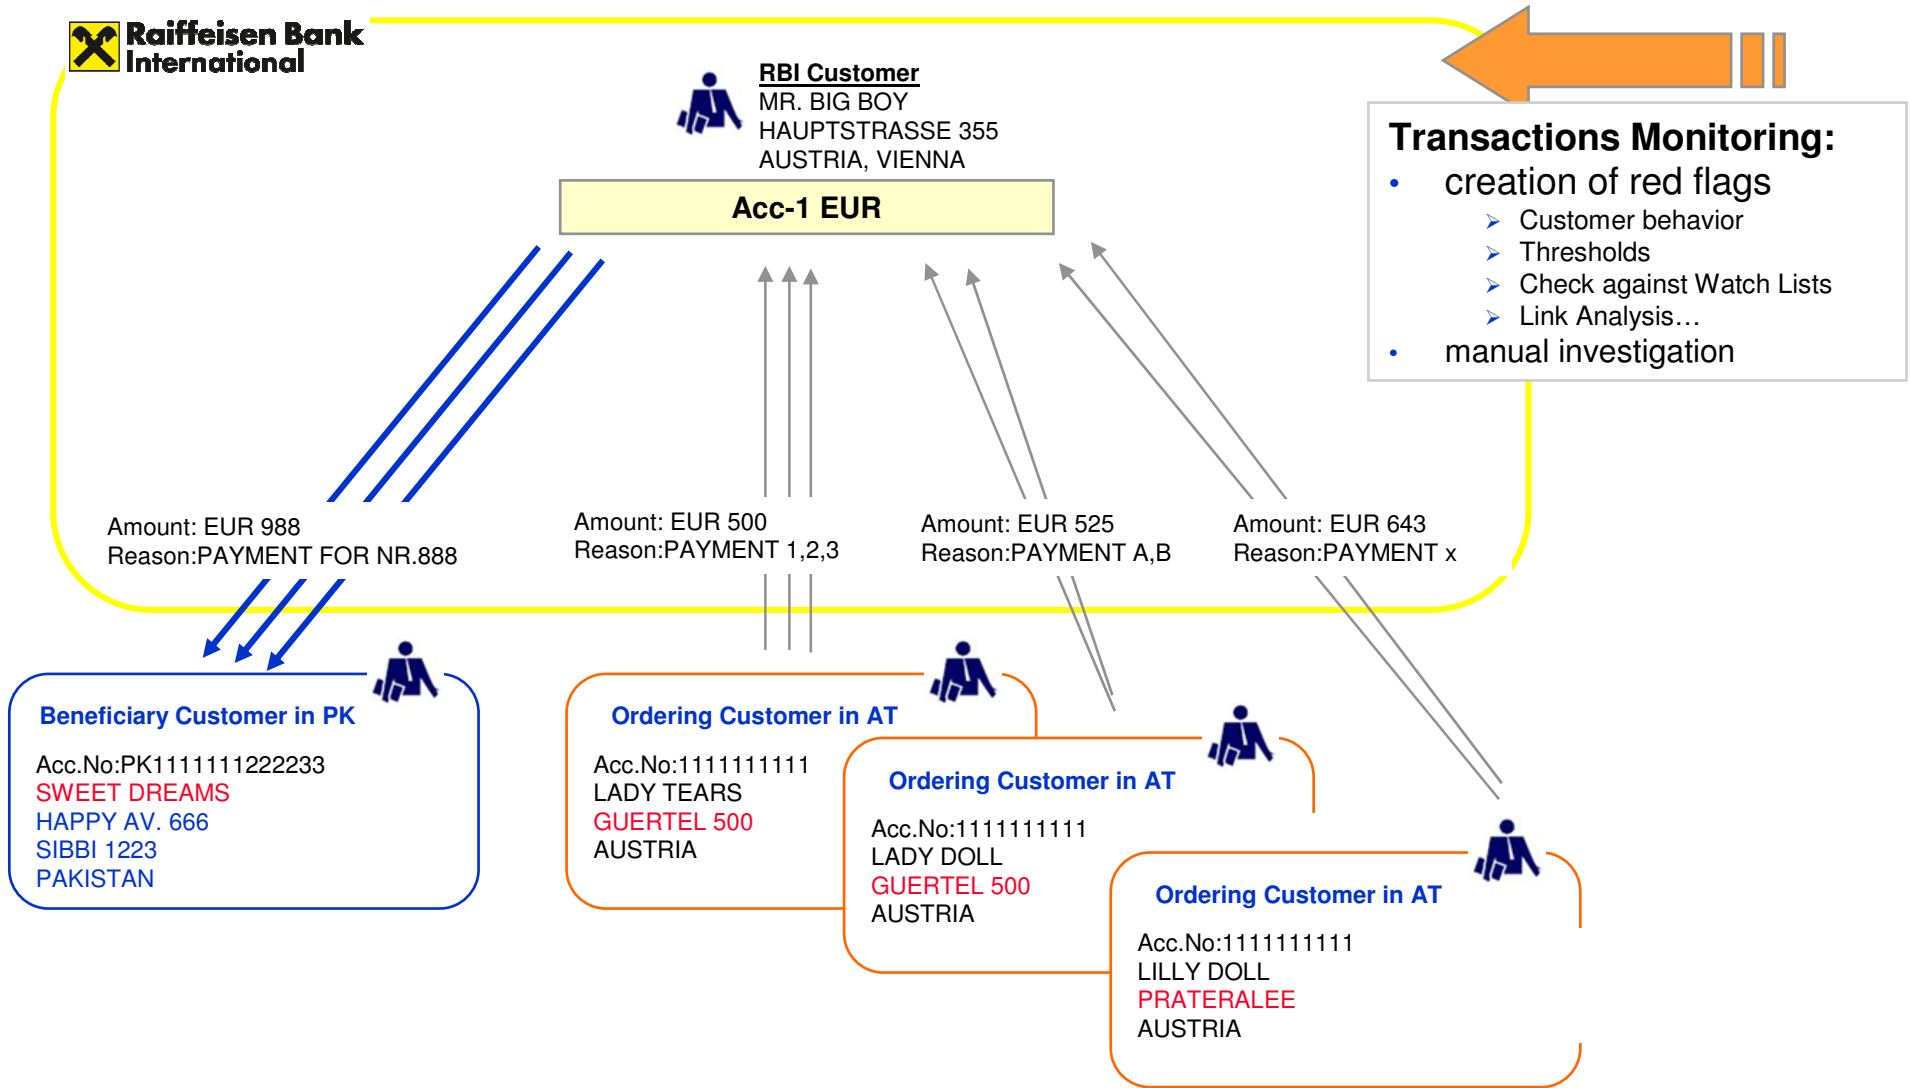 Raiffeisen Bank
International
RBI Customer
MR. BIG BOY
HAUPTSTRASSE 355
AUSTRIA, VIENNA
Acc-1 EUR
Transactions Monitoring:
• creation of red flags
➢ Customer behavior
➢ Thresholds
➢ Check against Watch Lists
➢ Link Analysis…
• manual investigation
Amount: EUR 988
Reason:PAYMENT FOR NR.888
Amount: EUR 500
Reason:PAYMENT 1,2,3
Amount: EUR 525
Reason:PAYMENT A,B
Amount: EUR 643
Reason:PAYMENT x
Beneficiary Customer in PK
Acc.No:PK1111111222233
SWEET DREAMS
HAPPY AV. 666
SIBBI 1223
PAKISTAN
Ordering Customer in AT
Acc.No:1111111111
LADY TEARS
GUERTEL 500
AUSTRIA
Ordering Customer in AT
Acc.No:1111111111
LADY DOLL
GUERTEL 500
AUSTRIA
Ordering Customer in AT
Acc.No:1111111111
LILLY DOLL
PRATERALEE
AUSTRIA